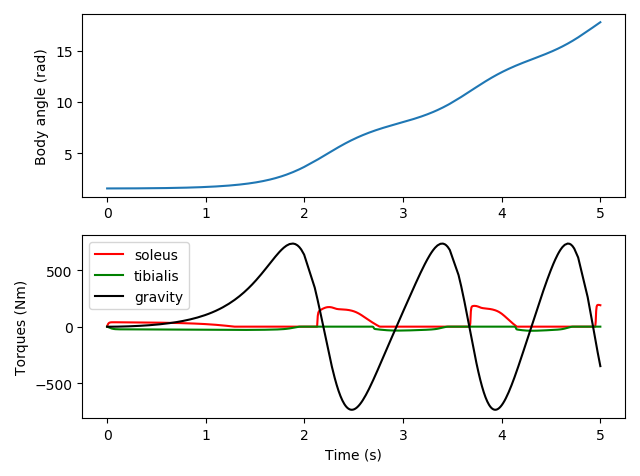 Body angle (rad)
15
10
5
0 1 2 3 4 5
Torques (Nm)
500
0
−500
soleus
tibialis
gravity
0 1 2 3 4 5
Time (s)